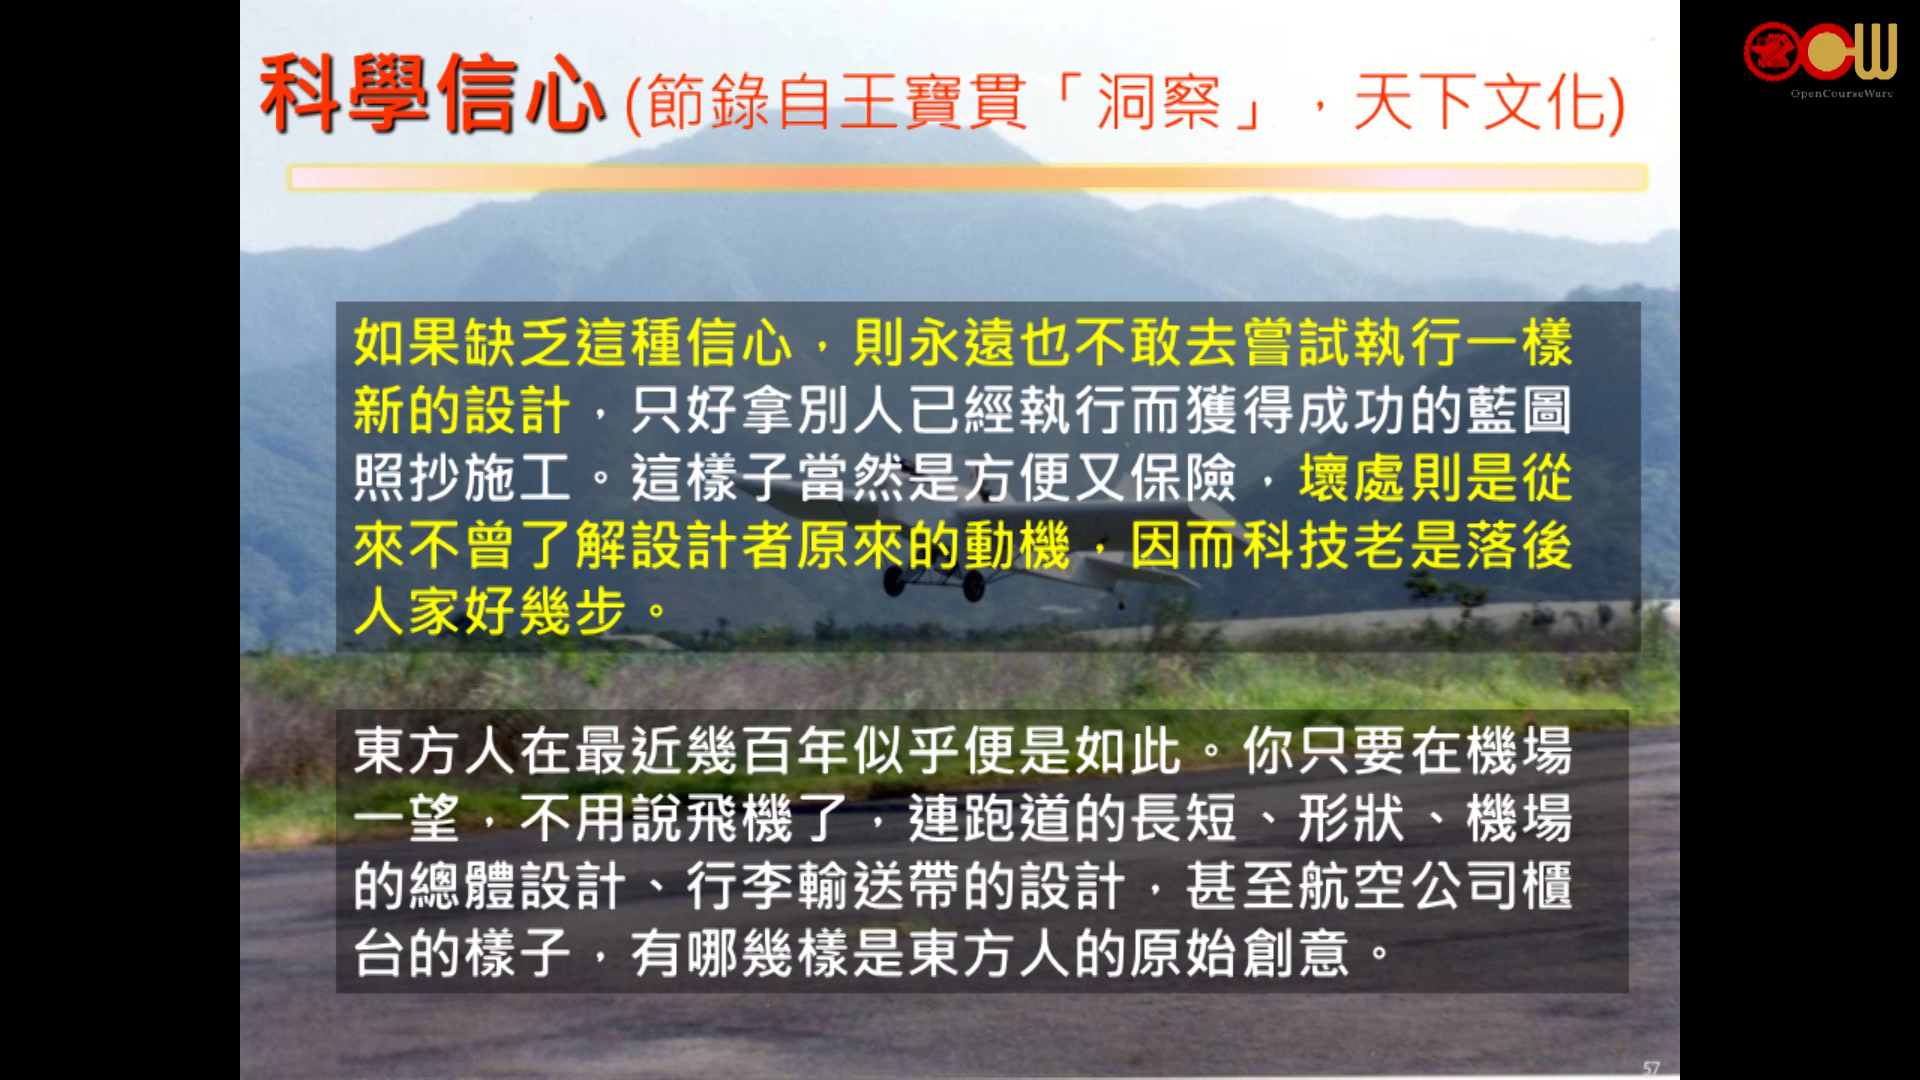 科學信心 (節錄自王寶貫「洞察」,天下文化)
OpenCourseWare
如果缺乏這種信心,則永遠也不敢去嘗試執行一樣
新的設計,只好拿別人已經執行而獲得成功的藍圖
照抄施工。這樣子當然是方便又保險,壞處則是從
來不曾了解設計者原來的動機,因而科技老是落後
人家好幾步。
東方人在最近幾百年似乎便是如此。你只要在機場
一望,不用說飛機了,連跑道的長短、形狀、機場
的總體設計、行李輸送帶的設計,甚至航空公司櫃
台的樣子,有哪幾樣是東方人的原始創意。
57